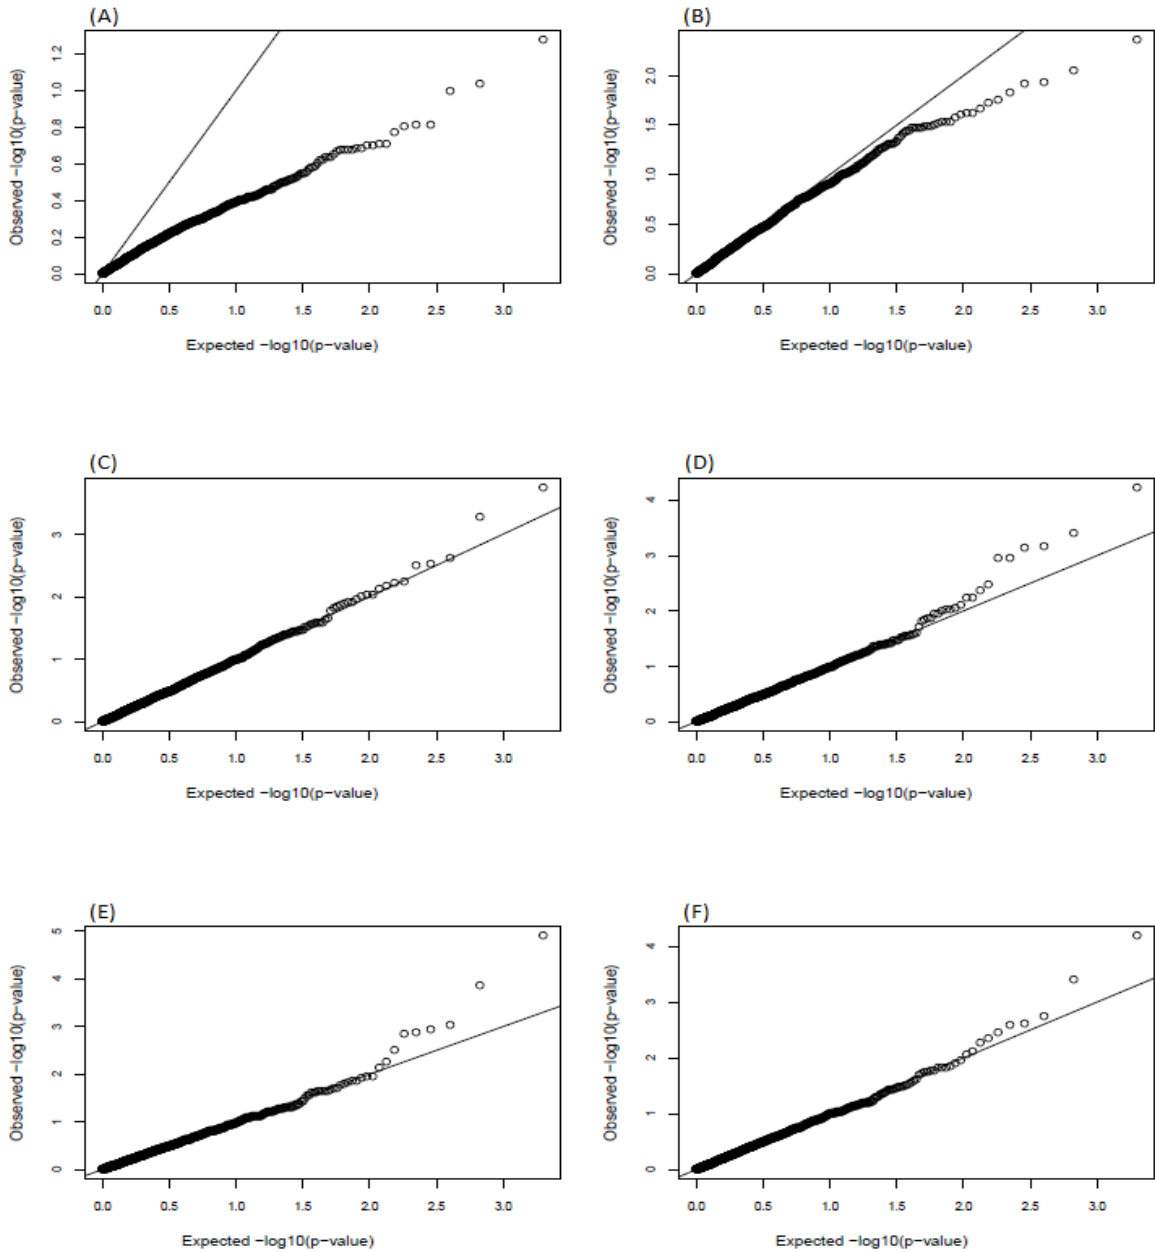 (A)
Observed −log10(p−value)
0.0 0.2 0.4 0.6 0.8 1.0 1.2
0.0 0.5 1.0 1.5 2.0 2.5 3.0
Expected −log10(p−value)
(B)
Observed −log10(p−value)
0.0 0.5 1.0 1.5 2.0
0.0 0.5 1.0 1.5 2.0 2.5 3.0
Expected −log10(p−value)
(C)
Observed −log10(p−value)
0 1 2 3
0.0 0.5 1.0 1.5 2.0 2.5 3.0
Expected −log10(p−value)
(D)
Observed −log10(p−value)
0 1 2 3 4
0.0 0.5 1.0 1.5 2.0 2.5 3.0
Expected −log10(p−value)
(E)
Observed −log10(p−value)
0 1 2 3 4 5
0.0 0.5 1.0 1.5 2.0 2.5 3.0
Expected −log10(p−value)
(F)
Observed −log10(p−value)
0 1 2 3 4
0.0 0.5 1.0 1.5 2.0 2.5 3.0
Expected −log10(p−value)